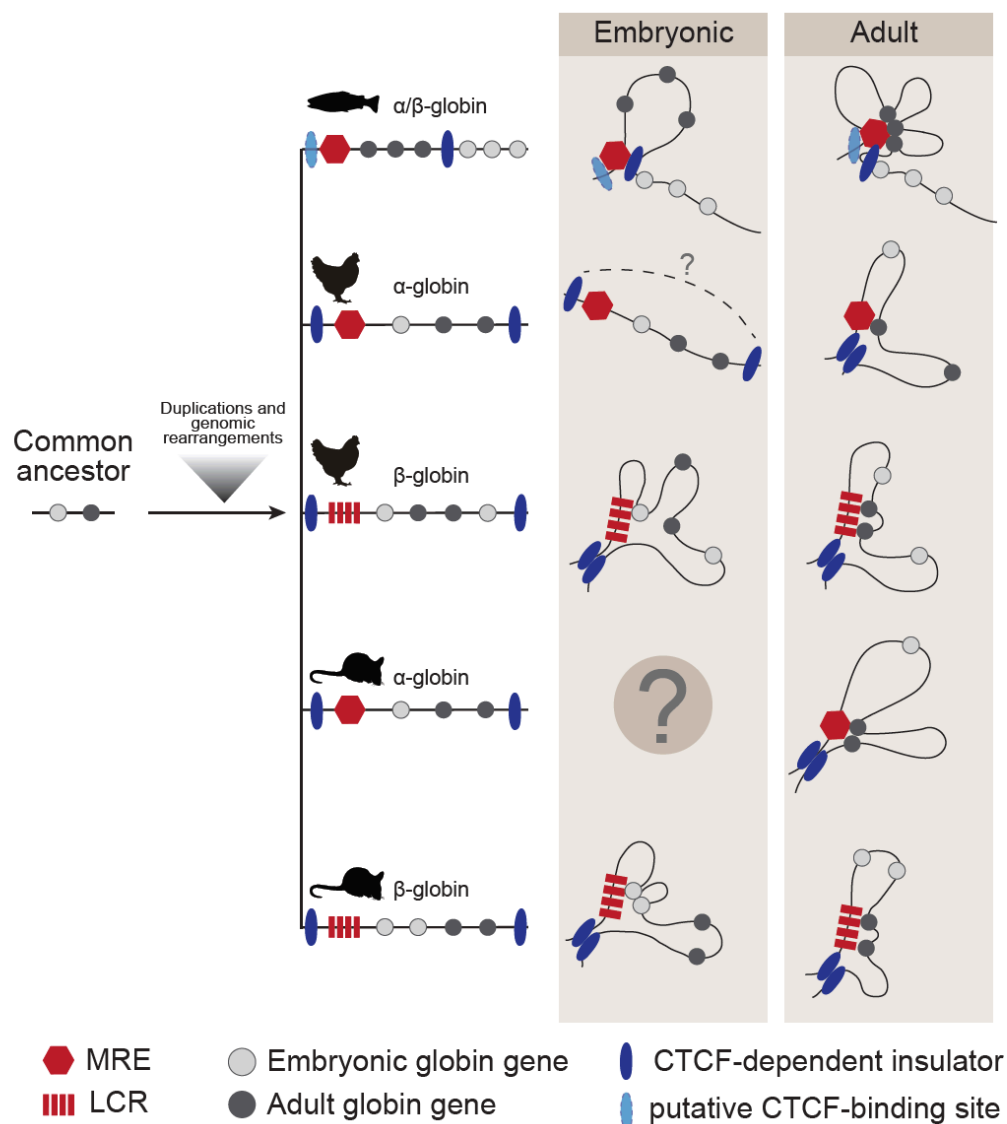 Embryonic
Adult
α/β-globin
?
α-globin
Duplications and
genomic
rearrangements
Common
ancestor
β-globin
α-globin
?
β-globin
MRE
Embryonic globin gene
CTCF-dependent insulator
LCR
Adult globin gene
putative CTCF-binding site